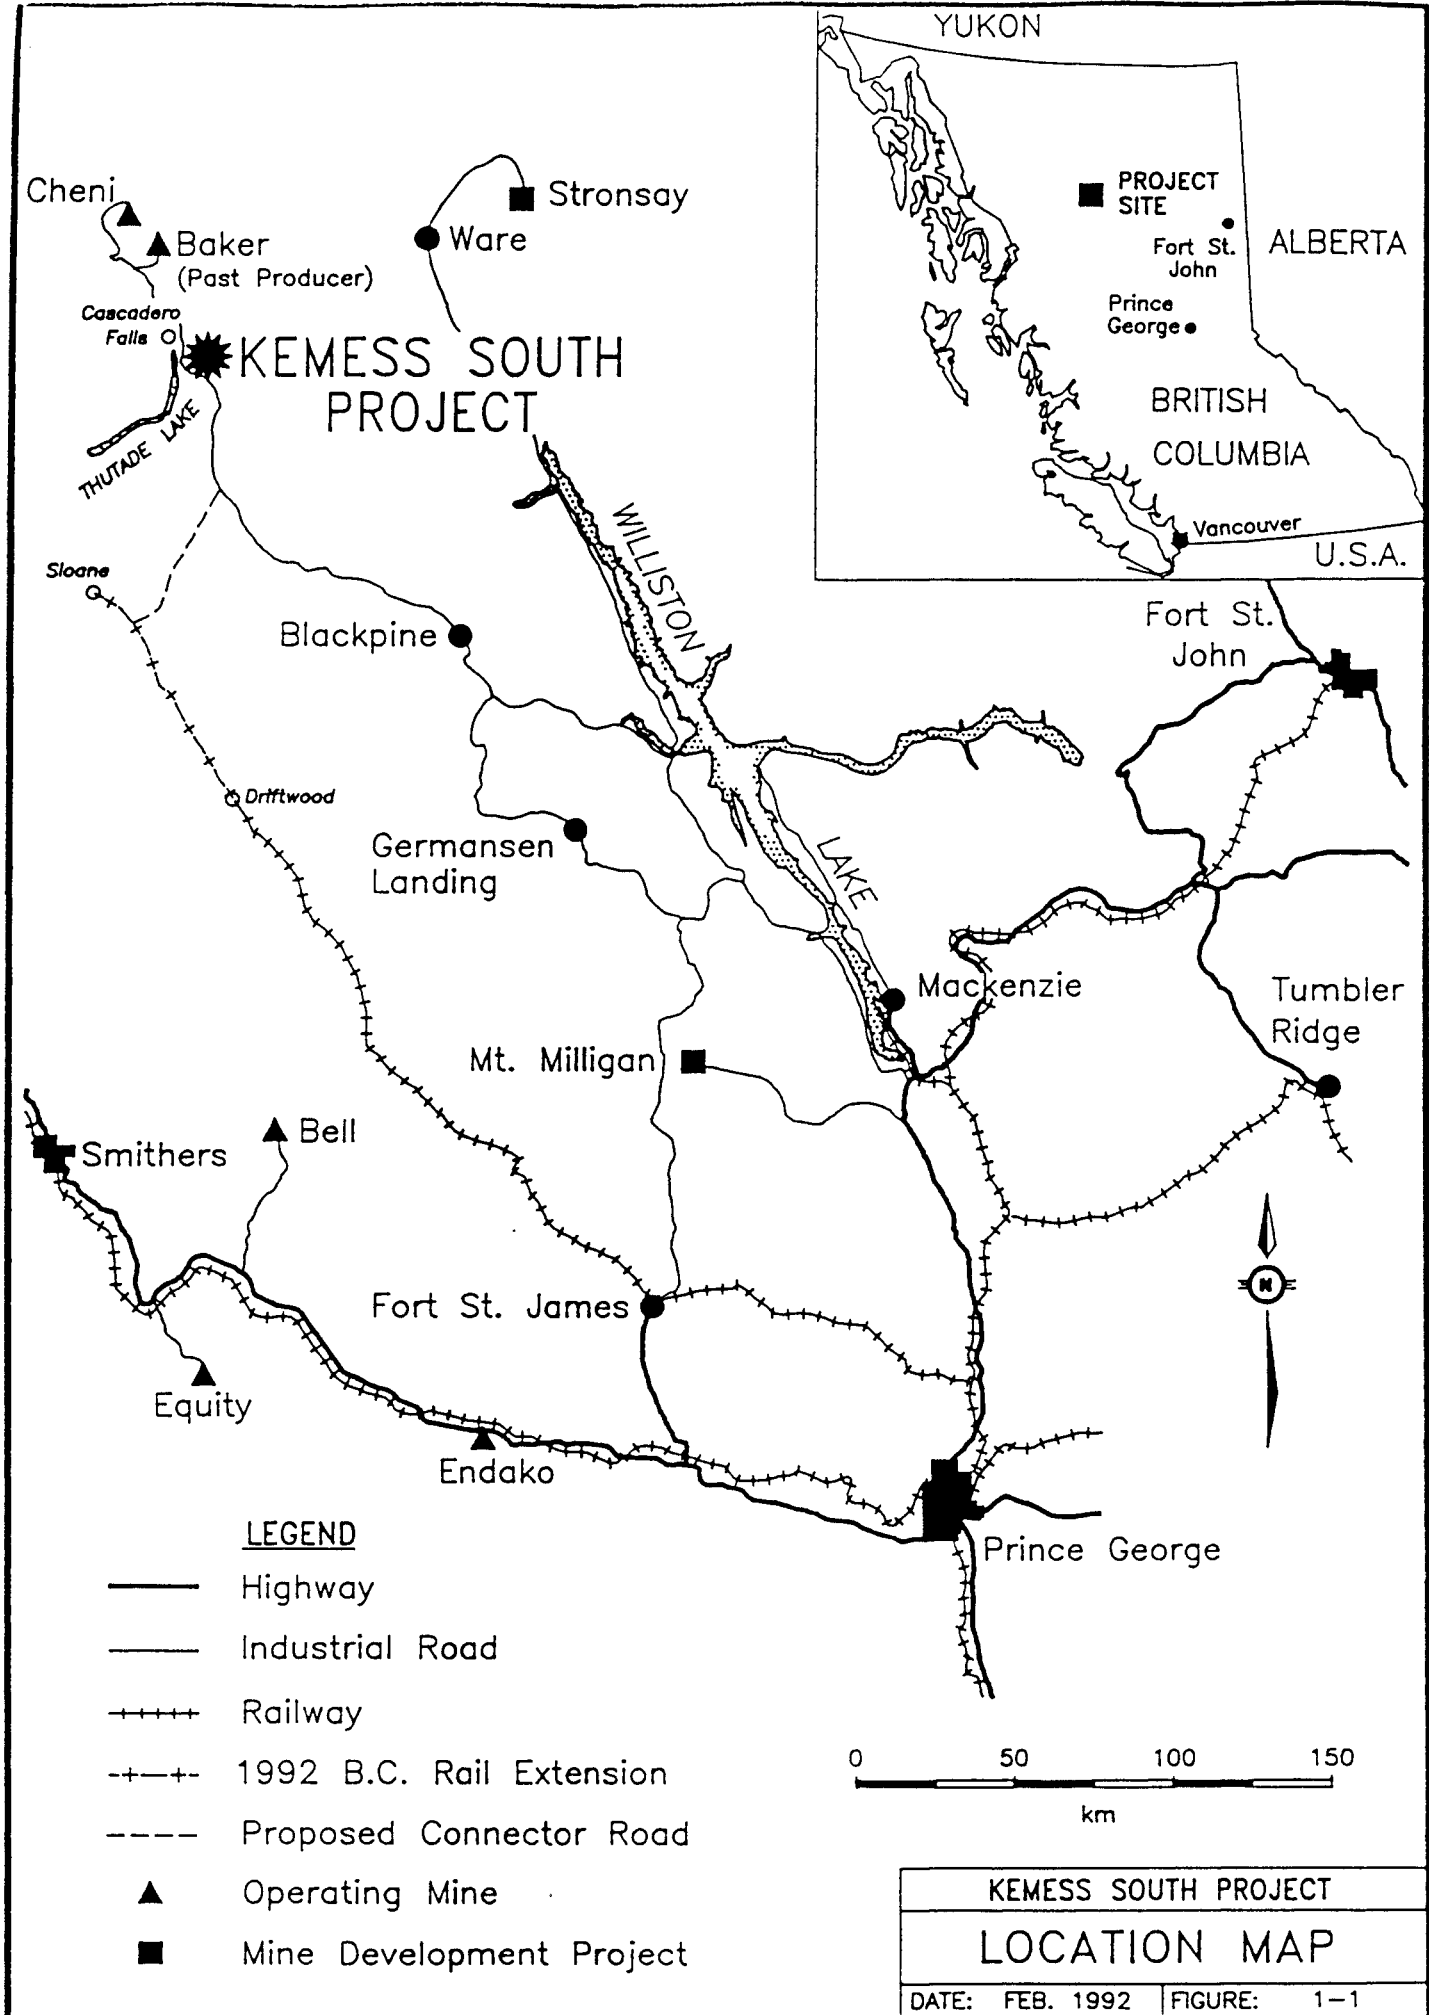 YUKON
PROJECT
SITE
Fort St.
John
ALBERTA
Prince
George
BRITISH
COLUMBIA
Vancouver
U.S.A.
Cheni
Baker
(Past Producer)
Stronsay
Ware
Cascadero
Falls
KEMESS SOUTH
PROJECT
THUTADE LAKE
WILLISTON
Sloane
Blackpine
Fort St.
John
Driftwood
Germansen
Landing
LAKE
Mackenzie
Tumbler
Ridge
Mt. Milligan
Bell
Smithers
Fort St. James
N
Equity
Endako
Prince George
LEGEND
Highway
Industrial Road
Railway
1992 B.C. Rail Extension
Proposed Connector Road
Operating Mine
Mine Development Project
0 50 100 150
km
KEMESS SOUTH PROJECT
LOCATION MAP
DATE: FEB. 1992 FIGURE: 1-1